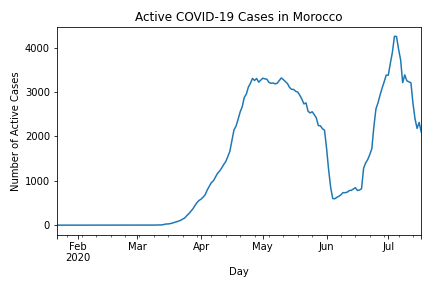 Active COVID-19 Cases in Morocco
Number of Active Cases
4000
3000
2000
1000
0
Feb
2020
Mar
Apr
May
Jun
Jul
Day